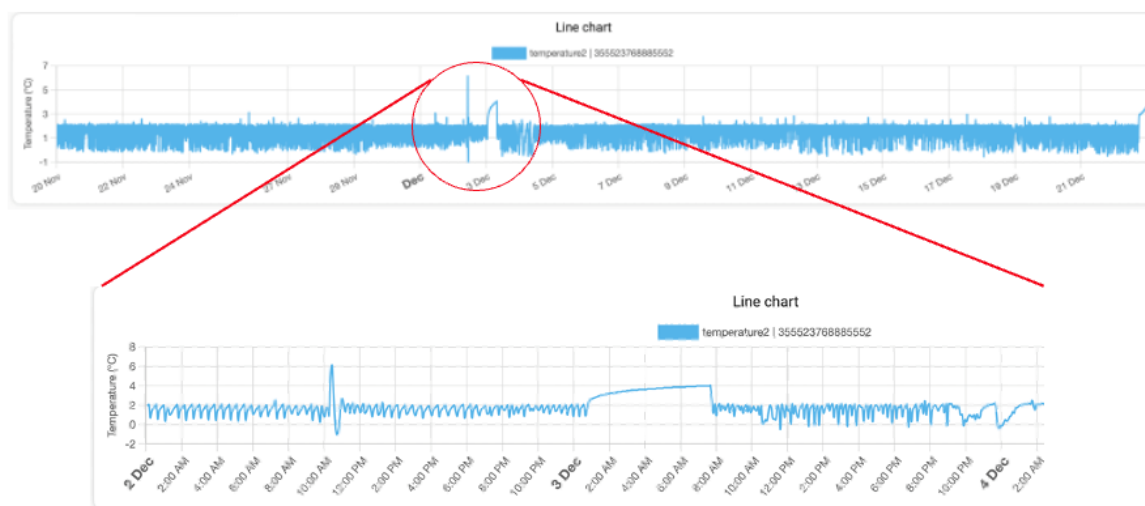 Line chart
temperature2 | 355523768885552
Temperature (°C)
7
5
3
1
-1
20 Nov
22 Nov
24 Nov
27 Nov
29 Nov
Dec
3 Dec
5 Dec
7 Dec
9 Dec
11 Dec
13 Dec
15 Dec
17 Dec
19 Dec
21 Dec
Line chart
temperature2 | 355523768885552
Temperature (°C)
8
6
4
2
0
-2
2 Dec
2:00 AM
4:00 AM
6:00 AM
8:00 AM
10:00 AM
12:00 PM
2:00 PM
4:00 PM
6:00 PM
8:00 PM
10:00 PM
3 Dec
2:00 AM
4:00 AM
6:00 AM
8:00 AM
10:00 AM
12:00 PM
2:00 PM
4:00 PM
6:00 PM
8:00 PM
10:00 PM
4 Dec
2:00 AM